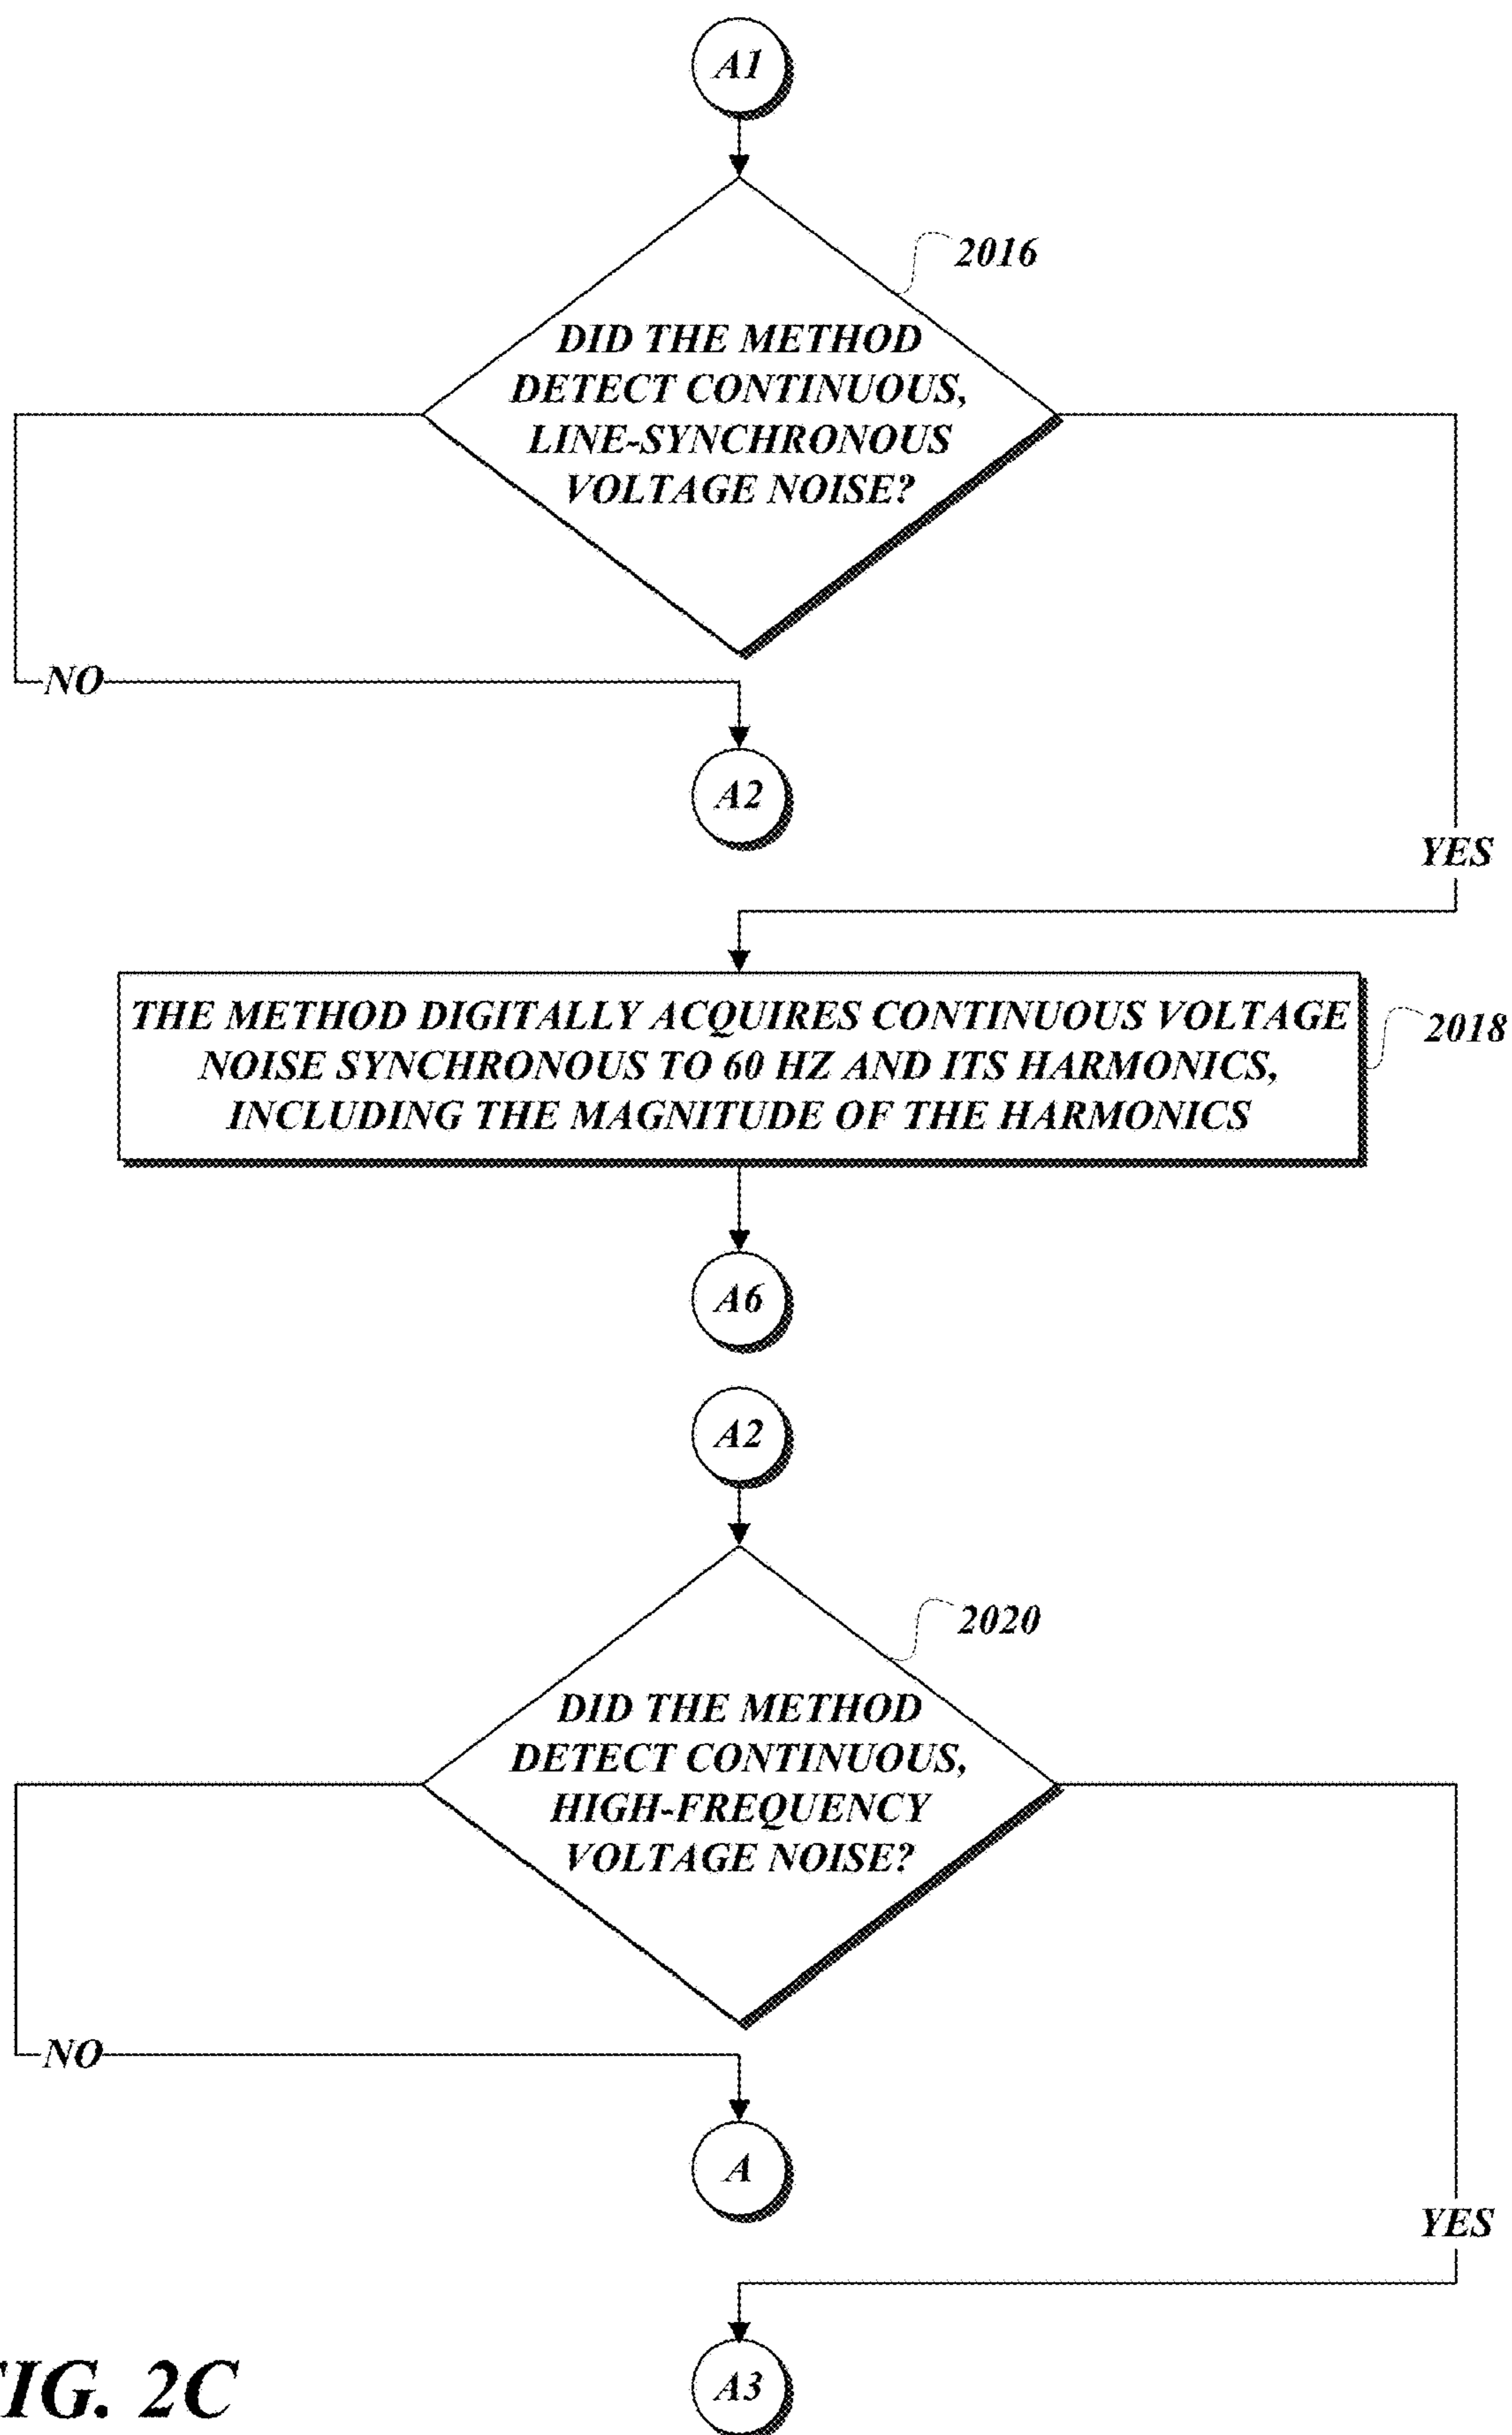 A1
2016
DID THE METHOD
DETECT CONTINUOUS,
LINE-SYNCHRONOUS
VOLTAGE NOISE?
NO
A2
YES
THE METHOD DIGITALLY ACQUIRES CONTINUOUS VOLTAGE
NOISE SYNCHRONOUS TO 60 HZ AND ITS HARMONICS,
INCLUDING THE MAGNITUDE OF THE HARMONICS
2018
A6
A2
2020
DID THE METHOD
DETECT CONTINUOUS,
HIGH-FREQUENCY
VOLTAGE NOISE?
NO
A
YES
A3
FIG. 2C